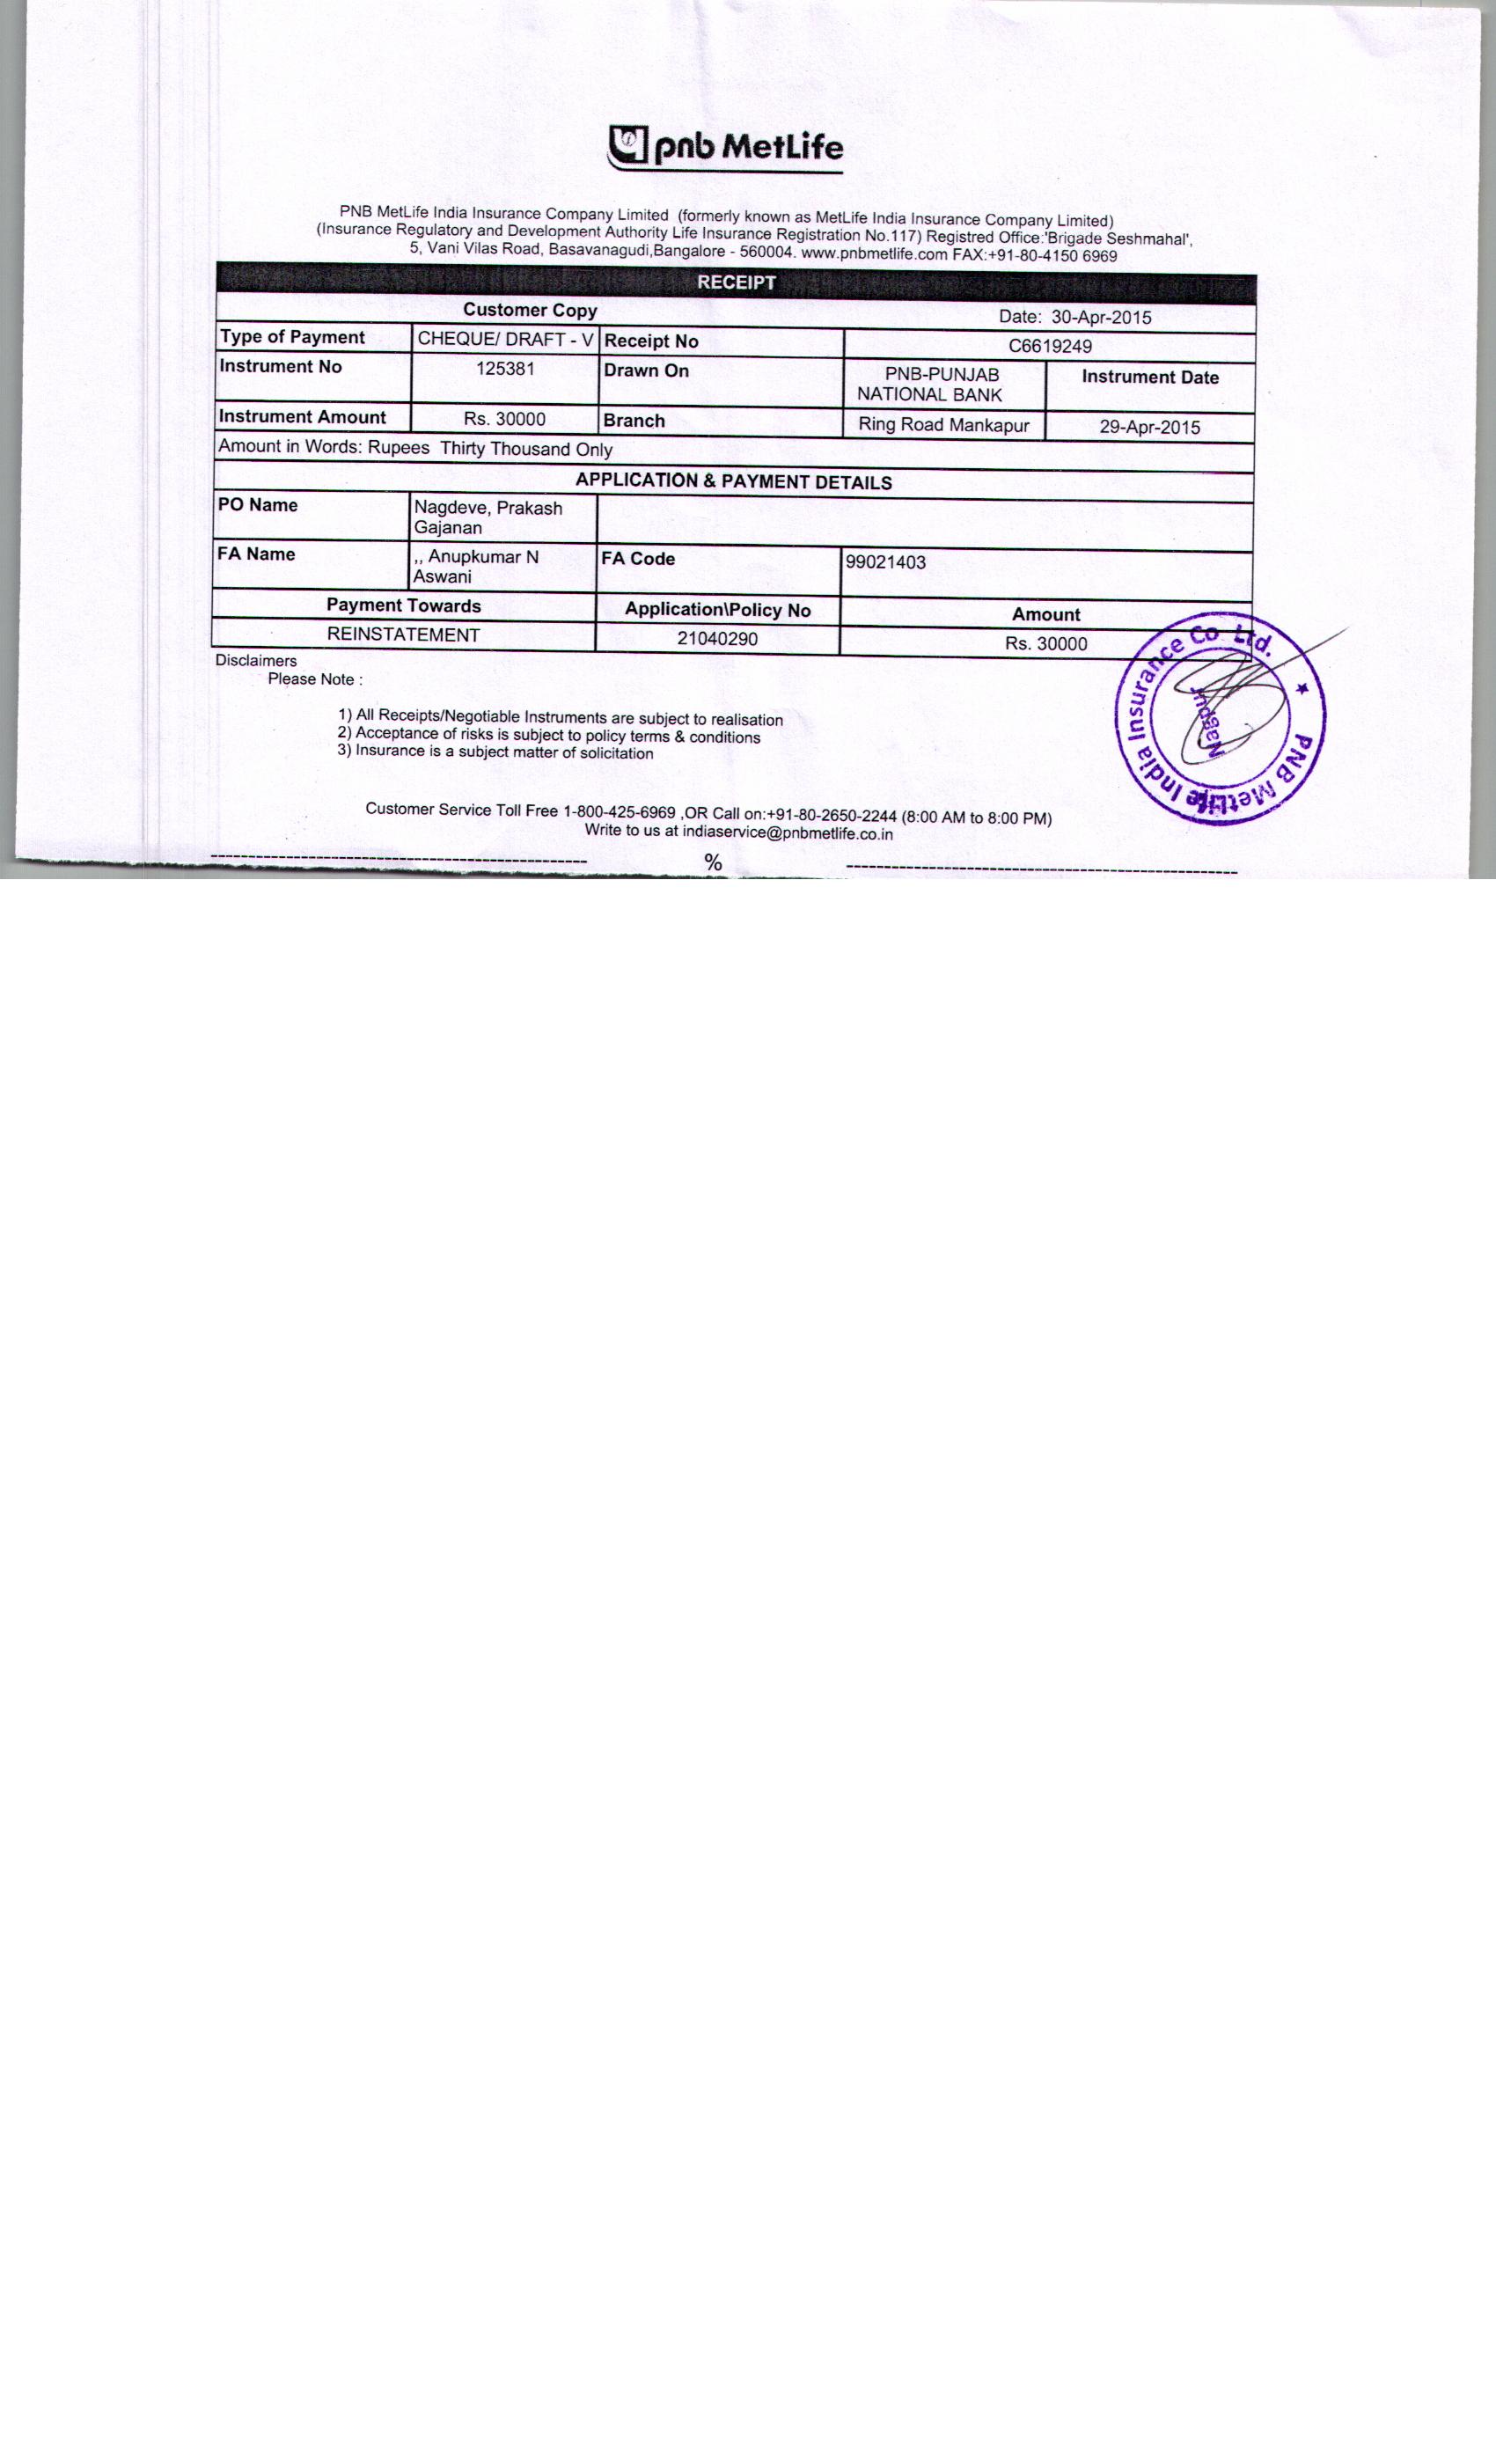 pnb MetLife
PNB MetLife India Insurance Company Limited (formerly known as MetLife India Insurance Company Limited)
(Insurance Regulatory and Development Authority Life Insurance Registration No.117) Registred Office:'Brigade Seshmahal',
5, Vani Vilas Road, Basavanagudi,Bangalore - 560004. www.pnbmetlife.com FAX:+91-80-4150 6969
RECEIPT
Customer Copy Date: 30-Apr-2015
Type of Payment CHEQUE/ DRAFT - V Receipt No C6619249
Instrument No 125381 Drawn On PNB-PUNJAB Instrument Date
NATIONAL BANK
Instrument Amount Rs. 30000 Branch Ring Road Mankapur 29-Apr-2015
Amount in Words: Rupees Thirty Thousand Only
APPLICATION & PAYMENT DETAILS
PO Name Nagdeve, Prakash
Gajanan
FA Name ,, Anupkumar N FA Code 99021403
Aswani
Payment Towards Application\Policy No Amount
REINSTATEMENT 21040290 Rs. 30000
Disclaimers
Please Note :
1) All Receipts/Negotiable Instruments are subject to realisation
2) Acceptance of risks is subject to policy terms & conditions
3) Insurance is a subject matter of solicitation
PNB MetLife India Insurance Co Ltd. ★
Nagpur
Customer Service Toll Free 1-800-425-6969 ,OR Call on:+91-80-2650-2244 (8:00 AM to 8:00 PM)
Write to us at indiaservice@pnbmetlife.co.in
%